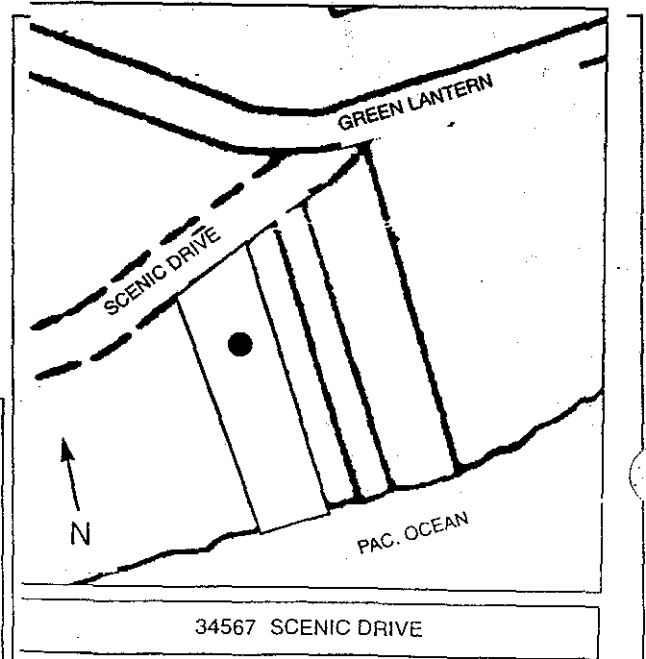 GREEN LANTERN
SCENIC DRIVE
N
PAC. OCEAN
34567 SCENIC DRIVE